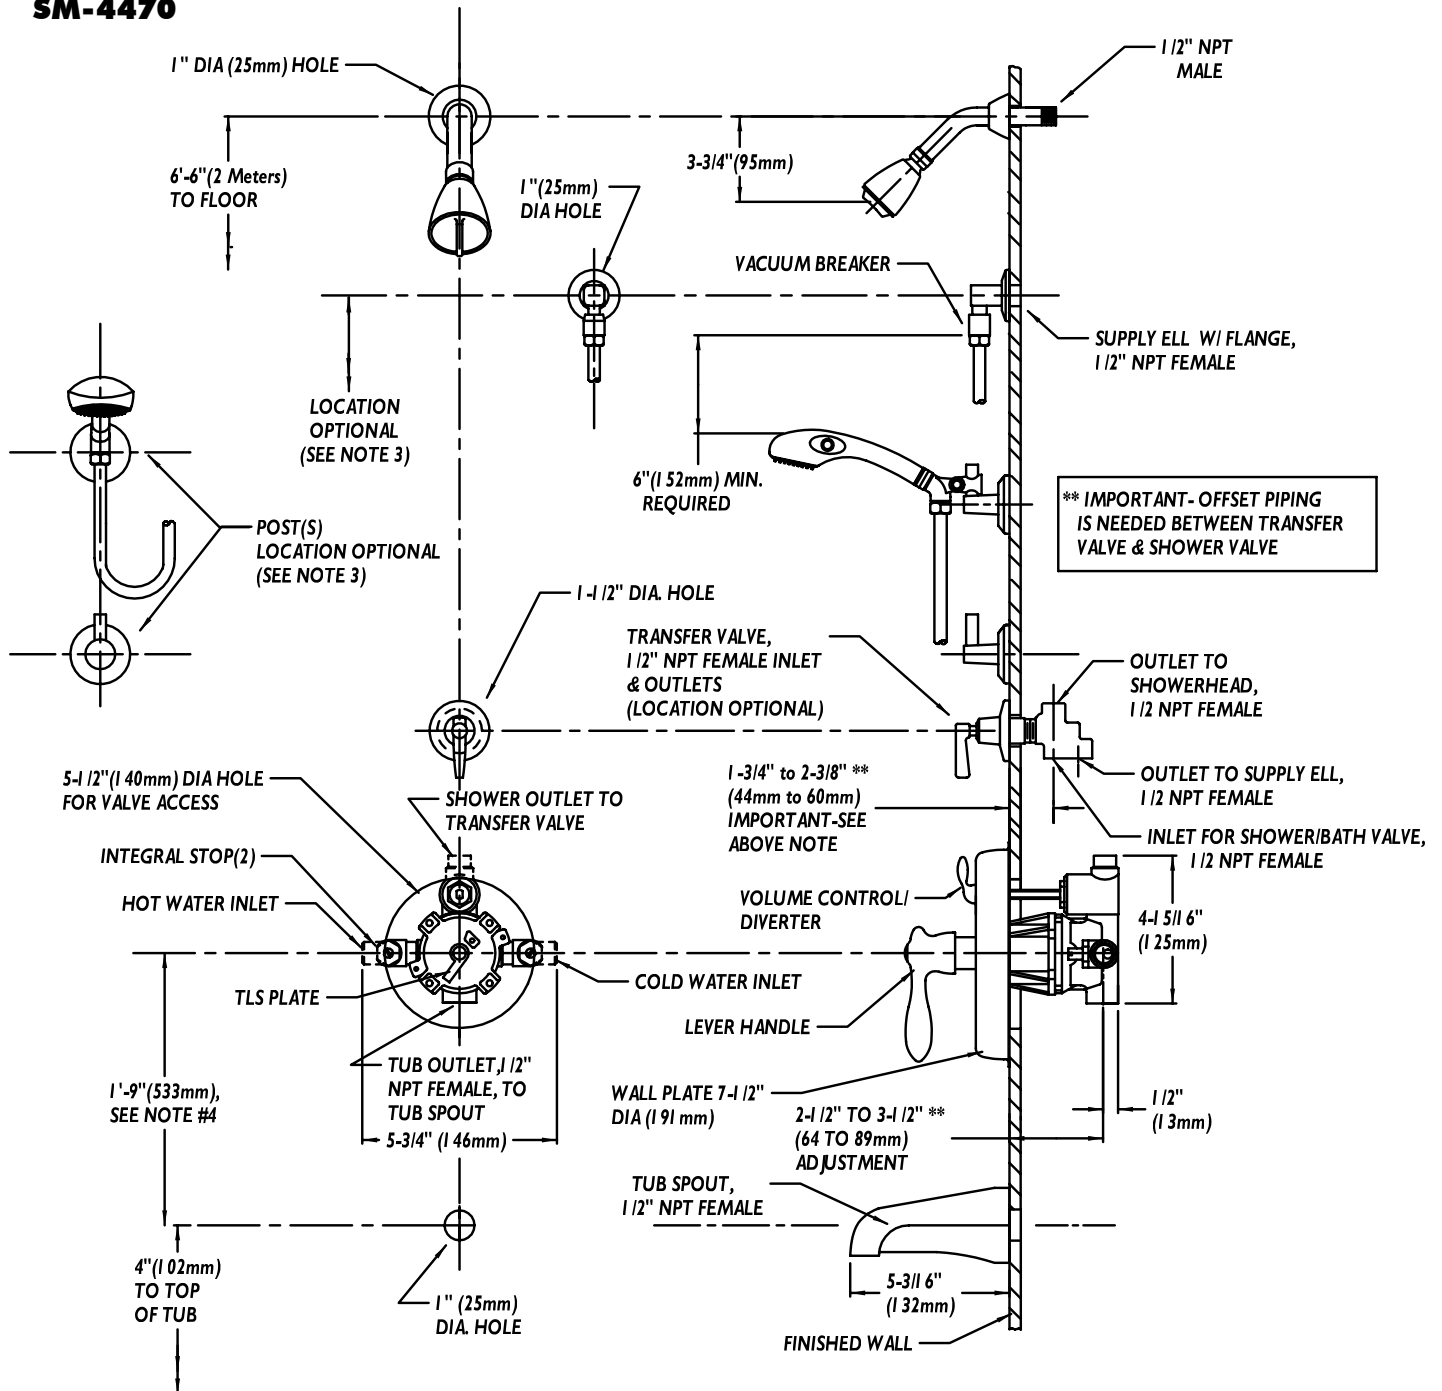 SM-4470
1" DIA (25mm) HOLE
1/2" NPT
MALE
6'-6"(2 Meters)
TO FLOOR
3-3/4"(95mm)
1"(25mm)
DIA HOLE
VACUUM BREAKER
SUPPLY ELL W/ FLANGE,
1/2" NPT FEMALE
LOCATION
OPTIONAL
(SEE NOTE 3)
6"(152mm) MIN.
REQUIRED
** IMPORTANT- OFFSET PIPING
IS NEEDED BETWEEN TRANSFER
VALVE & SHOWER VALVE
POST(S)
LOCATION OPTIONAL
(SEE NOTE 3)
1-1/2" DIA. HOLE
TRANSFER VALVE,
1/2" NPT FEMALE INLET
& OUTLETS
(LOCATION OPTIONAL)
OUTLET TO
SHOWERHEAD,
1/2 NPT FEMALE
5-1/2"(140mm) DIA HOLE
FOR VALVE ACCESS
SHOWER OUTLET TO
TRANSFER VALVE
1-3/4" to 2-3/8" **
(44mm to 60mm)
IMPORTANT-SEE
ABOVE NOTE
OUTLET TO SUPPLY ELL,
1/2 NPT FEMALE
INLET FOR SHOWER/BATH VALVE,
1/2 NPT FEMALE
INTEGRAL STOP(2)
HOT WATER INLET
VOLUME CONTROL/
DIVERTER
4-15/16"
(125mm)
TLS PLATE
COLD WATER INLET
LEVER HANDLE
1'-9"(533mm),
SEE NOTE #4
TUB OUTLET,1/2"
NPT FEMALE, TO
TUB SPOUT
5-3/4" (146mm)
WALL PLATE 7-1/2"
DIA (191mm)
2-1/2" TO 3-1/2" **
(64 TO 89mm)
ADJUSTMENT
1/2"
(13mm)
TUB SPOUT,
1/2" NPT FEMALE
4"(102mm)
TO TOP
OF TUB
1" (25mm)
DIA. HOLE
5-3/16"
(132mm)
FINISHED WALL